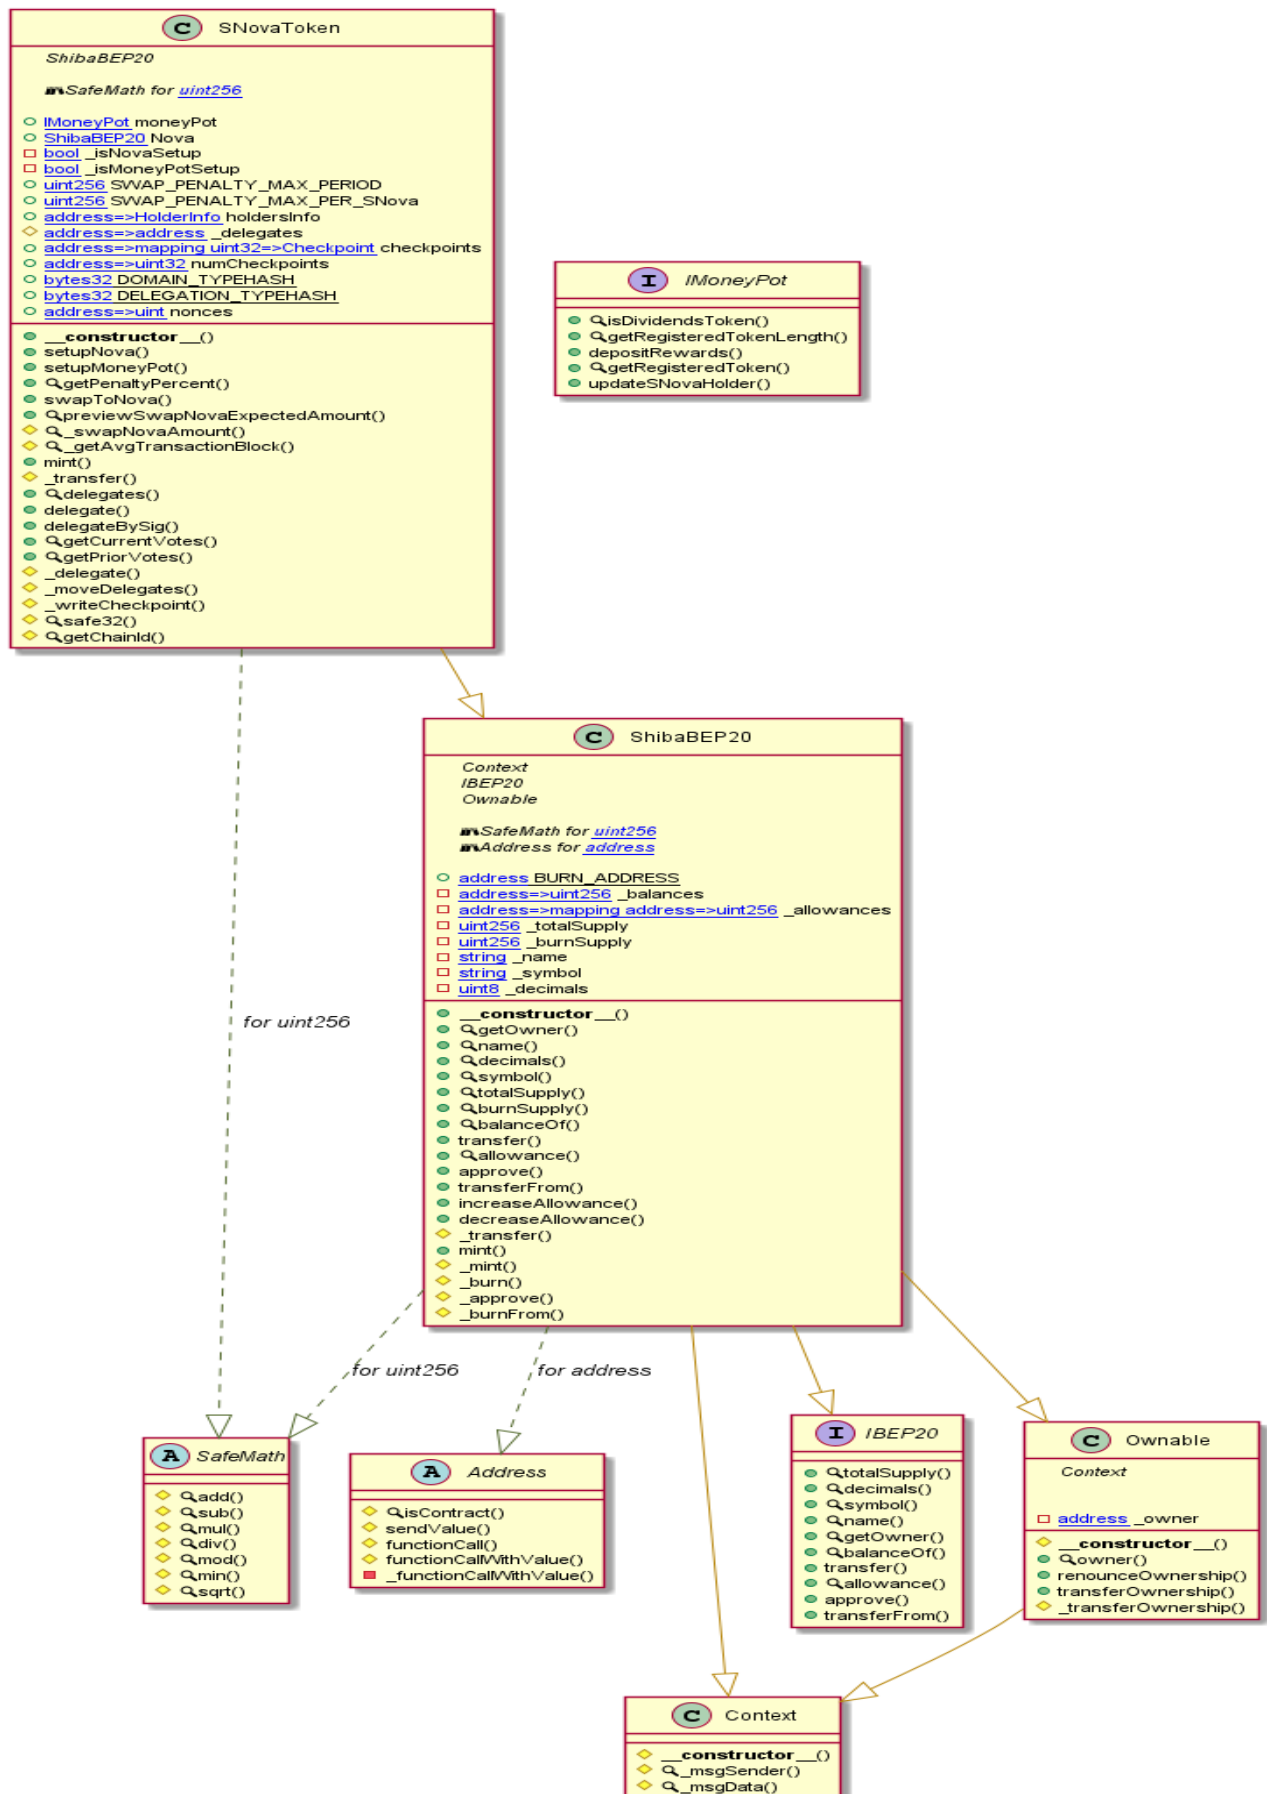 C SNovaToken
ShibaBEP20
SafeMath for uint256
IMoneyPot moneyPot
ShibaBEP20 Nova
bool _isNovaSetup
bool _isMoneyPotSetup
uint256 SWAP_PENALTY_MAX_PERIOD
uint256 SWAP_PENALTY_MAX_PER_SNova
address=>HolderInfo holdersInfo
address=>address _delegates
address=>mapping uint32=>Checkpoint checkpoints
address=>uint32 numCheckpoints
bytes32 DOMAIN_TYPEHASH
bytes32 DELEGATION_TYPEHASH
address=>uint nonces
__constructor__()
setupNova()
setupMoneyPot()
getPenaltyPercent()
swapToNova()
previewSwapNovaExpectedAmount()
_swapNovaAmount()
_getAvgTransactionBlock()
mint()
_transfer()
delegates()
delegate()
delegateBySig()
getCurrentVotes()
getPriorVotes()
_delegate()
_moveDelegates()
_writeCheckpoint()
safe32()
getChainId()
I IMoneyPot
isDividendsToken()
getRegisteredTokenLength()
depositRewards()
getRegisteredToken()
updateSNovaHolder()
C ShibaBEP20
Context
IBEP20
Ownable
SafeMath for uint256
Address for address
address BURN_ADDRESS
address=>uint256 _balances
address=>mapping address=>uint256 _allowances
uint256 _totalSupply
uint256 _burnSupply
string _name
string _symbol
uint8 _decimals
__constructor__()
getOwner()
name()
decimals()
symbol()
totalSupply()
burnSupply()
balanceOf()
transfer()
allowance()
approve()
transferFrom()
increaseAllowance()
decreaseAllowance()
_transfer()
mint()
_mint()
_burn()
_approve()
_burnFrom()
for uint256
for uint256
for address
A SafeMath
add()
sub()
mul()
div()
mod()
min()
sqrt()
A Address
isContract()
sendValue()
functionCall()
functionCallWithValue()
_functionCallWithValue()
I IBEP20
totalSupply()
decimals()
symbol()
name()
getOwner()
balanceOf()
transfer()
allowance()
approve()
transferFrom()
C Ownable
Context
address _owner
__constructor__()
owner()
renounceOwnership()
transferOwnership()
_transferOwnership()
C Context
__constructor__()
_msgSender()
_msgData()